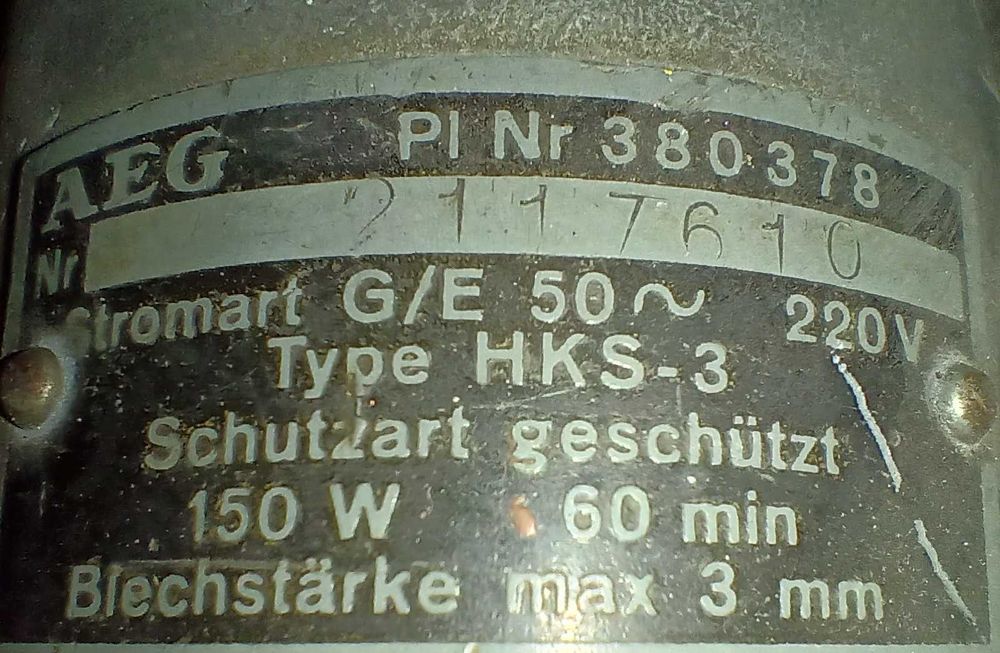 AEG Pl Nr 380378
Nr 2117610
Stromart G/E 50~ 220V
Type HKS-3
Schutzart geschützt
150 W 60 min
Blechstärke max 3 mm